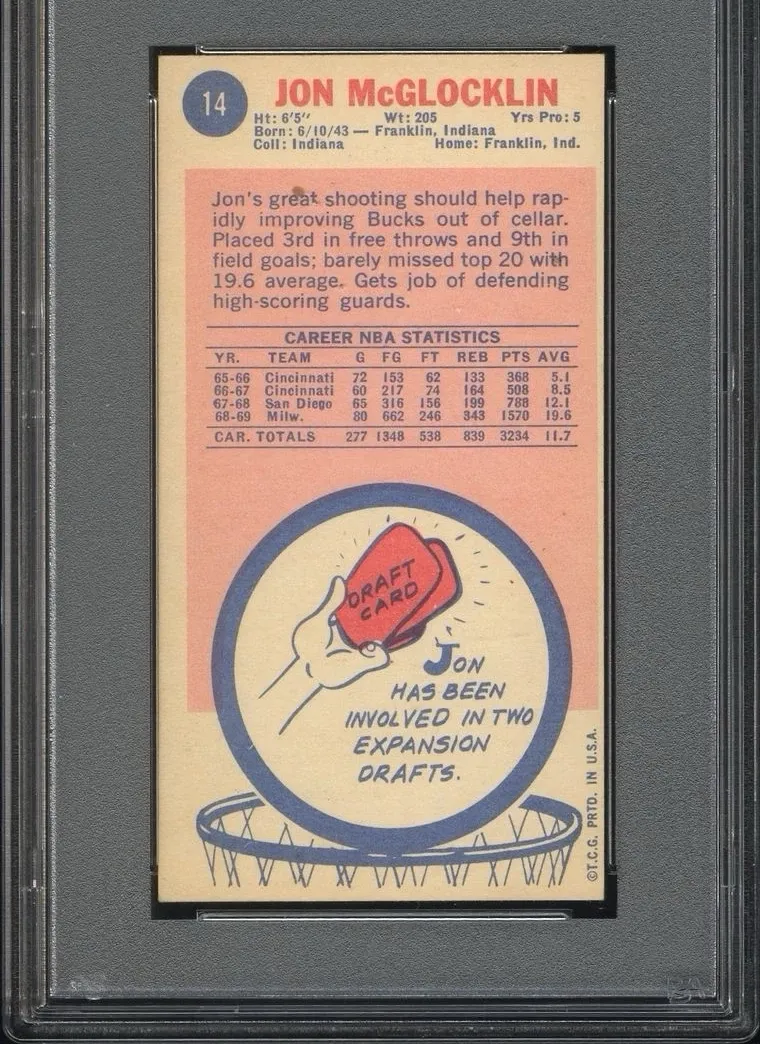 14
JON McGLOCKLIN
Ht: 6'5" Wt: 205 Yrs Pro: 5
Born: 6/10/43 — Franklin, Indiana
Coll: Indiana Home: Franklin, Ind.
Jon's great shooting should help rap-
idly improving Bucks out of cellar.
Placed 3rd in free throws and 9th in
field goals; barely missed top 20 with
19.6 average. Gets job of defending
high-scoring guards.
CAREER NBA STATISTICS
YR. TEAM G FG FT REB PTS AVG
65-66 Cincinnati 72 153 62 133 368 5.1
66-67 Cincinnati 60 217 74 164 508 8.5
67-68 San Diego 65 316 156 199 788 12.1
68-69 Milw. 80 662 246 343 1570 19.6
CAR. TOTALS 277 1348 538 839 3234 11.7
DRAFT
CARD
JON
HAS BEEN
INVOLVED IN TWO
EXPANSION
DRAFTS.
©T.C.G. PRTD. IN U.S.A.